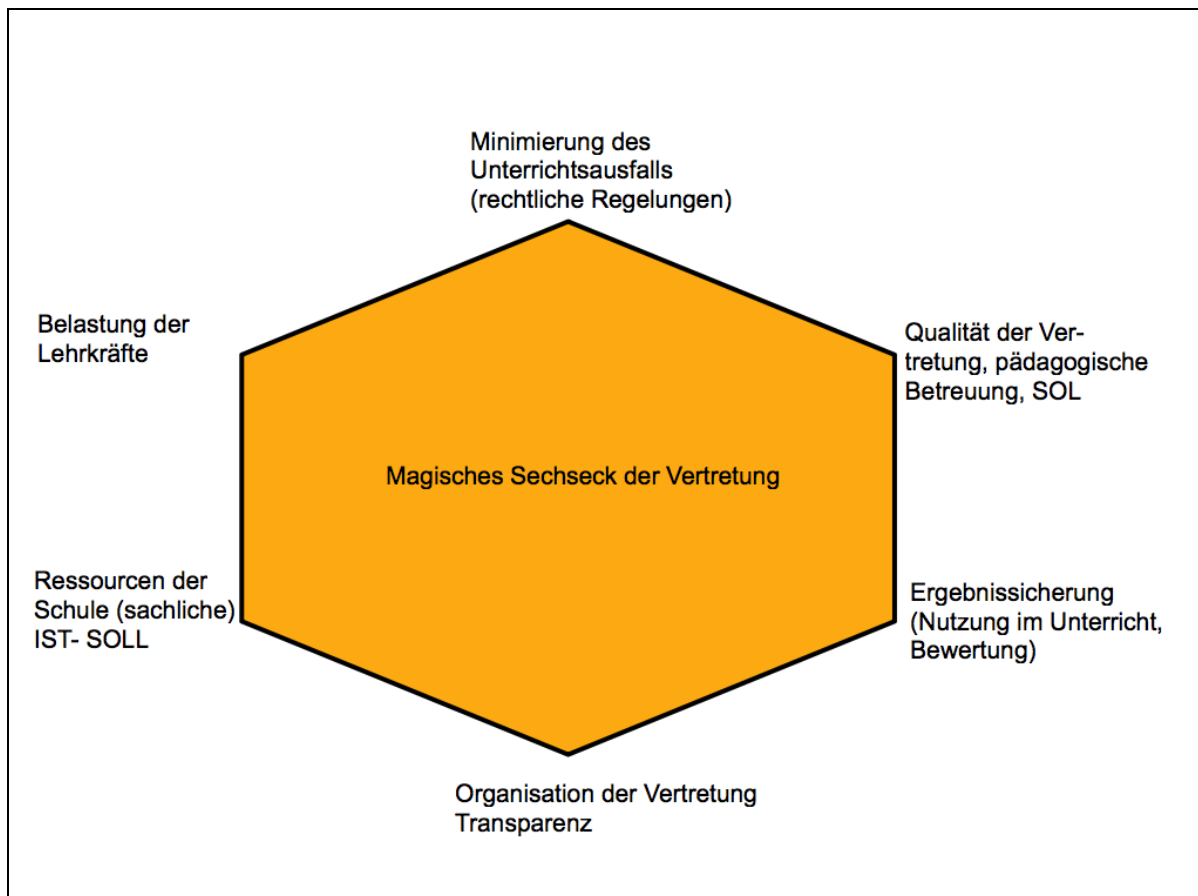 Minimierung des
Unterrichtsausfalls
(rechtliche Regelungen)
Belastung der
Lehrkräfte
Qualität der Ver-
tretung, pädagogische
Betreuung, SOL
Magisches Sechseck der Vertretung
Ressourcen der
Schule (sachliche)
IST- SOLL
Ergebnissicherung
(Nutzung im Unterricht,
Bewertung)
Organisation der Vertretung
Transparenz